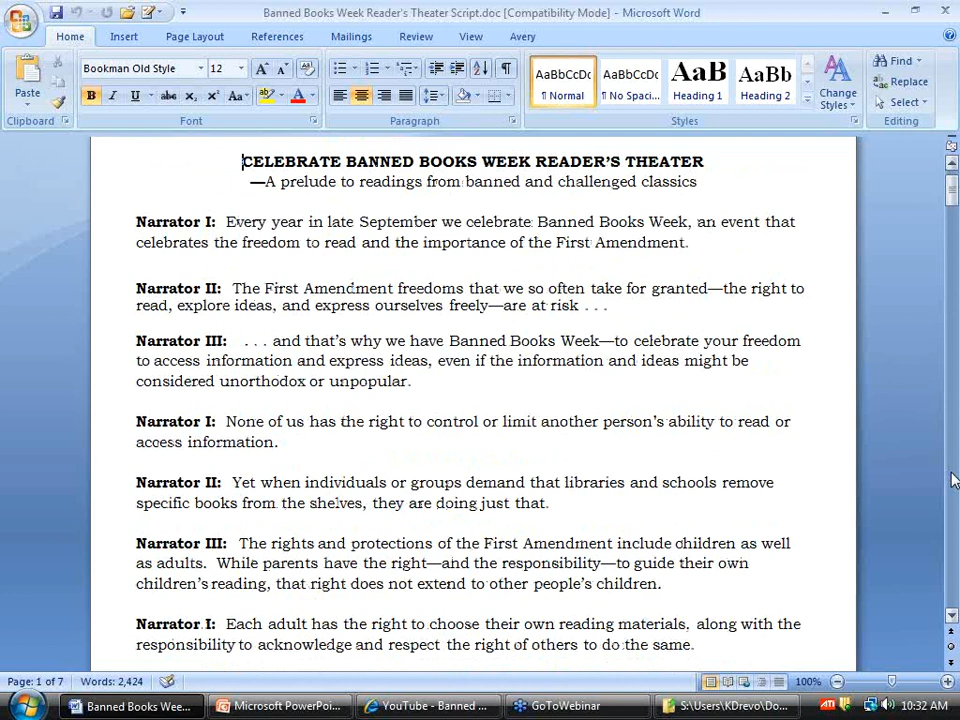 Banned Books Week Reader's Theater Script.doc [Compatibility Mode] - Microsoft Word
Home Insert Page Layout References Mailings Review View Avery
Paste
Bookman Old Style 12
B I U abc X₂ X² Aa
AaBbCcDc AaBbCcDc AaB AaBb
¶ Normal ¶ No Spaci... Heading 1 Heading 2
Change
Styles
Find
Replace
Select
Clipboard Font Paragraph Styles Editing
CELEBRATE BANNED BOOKS WEEK READER’S THEATER
—A prelude to readings from banned and challenged classics
Narrator I: Every year in late September we celebrate Banned Books Week, an event that
celebrates the freedom to read and the importance of the First Amendment.
Narrator II: The First Amendment freedoms that we so often take for granted—the right to
read, explore ideas, and express ourselves freely—are at risk . . .
Narrator III: . . . and that’s why we have Banned Books Week—to celebrate your freedom
to access information and express ideas, even if the information and ideas might be
considered unorthodox or unpopular.
Narrator I: None of us has the right to control or limit another person’s ability to read or
access information.
Narrator II: Yet when individuals or groups demand that libraries and schools remove
specific books from the shelves, they are doing just that.
Narrator III: The rights and protections of the First Amendment include children as well
as adults. While parents have the right—and the responsibility—to guide their own
children’s reading, that right does not extend to other people’s children.
Narrator I: Each adult has the right to choose their own reading materials, along with the
responsibility to acknowledge and respect the right of others to do the same.
Page: 1 of 7 Words: 2,424 100%
Banned Books Wee... Microsoft PowerPoi... YouTube - Banned ... GoToWebinar S:\Users\KDrevo\Do... ATI 10:32 AM